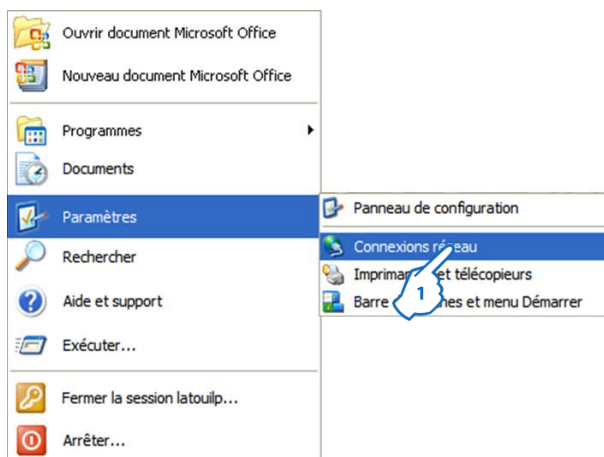 Ouvrir document Microsoft Office
Nouveau document Microsoft Office
Programmes
Documents
Paramètres
Rechercher
Aide et support
Exécuter...
Fermer la session latouilp...
Arrêter...
Panneau de configuration
Connexions réseau
et télécopieurs
Barre et menu Démarrer
1